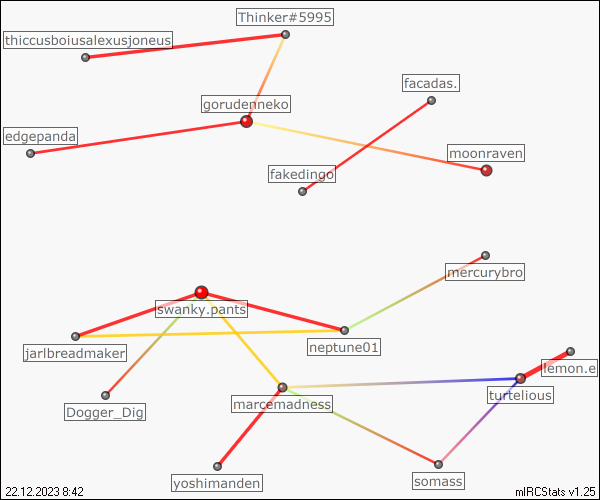 Thinker#5995
thiccusboiusalexusjoneus
facadas.
gorudenneko
edgepanda
moonraven
fakedingo
mercurybro
swanky.pants
neptune01
jarlbreadmaker
lemon.e
turtelious
marcemadness
Dogger_Dig
yoshimanden
somass
22.12.2023 8:42
mIRCStats v1.25